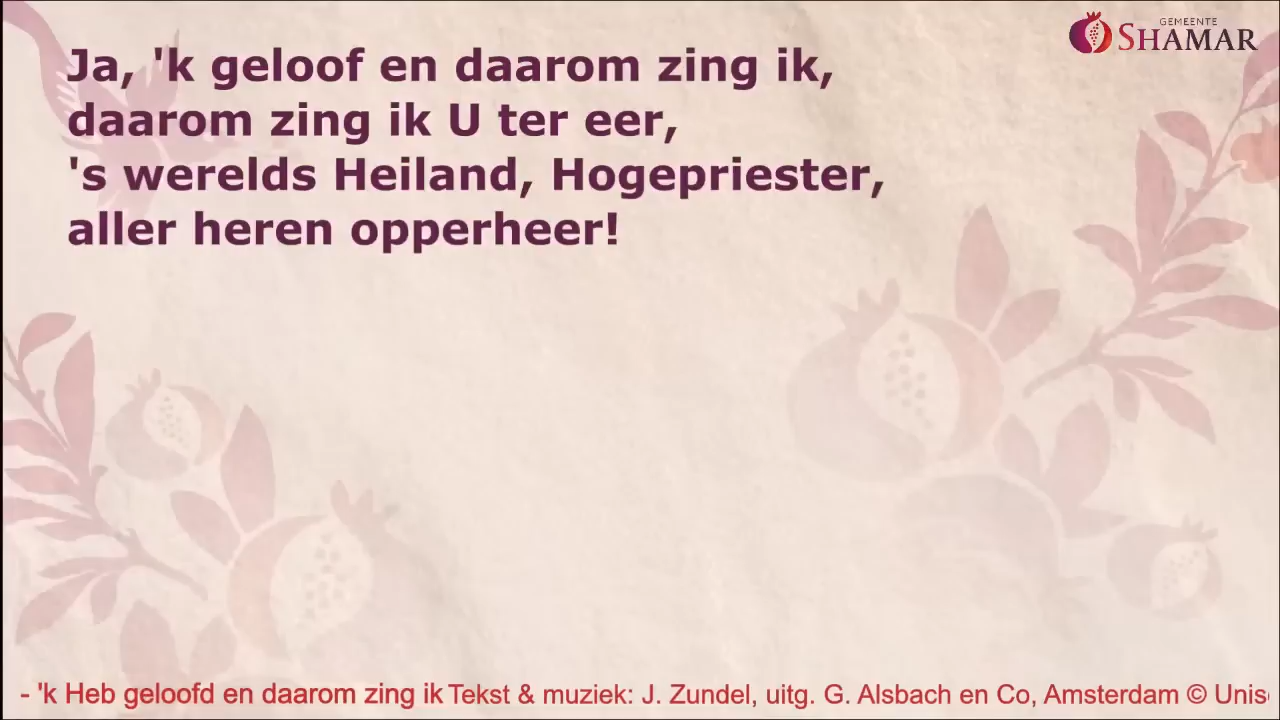 GEMEENTE
SHAMAR
Ja, 'k geloof en daarom zing ik,
daarom zing ik U ter eer,
's werelds Heiland, Hogepriester,
aller heren opperheer!
- 'k Heb geloofd en daarom zing ik Tekst & muziek: J. Zundel, uitg. G. Alsbach en Co, Amsterdam ©